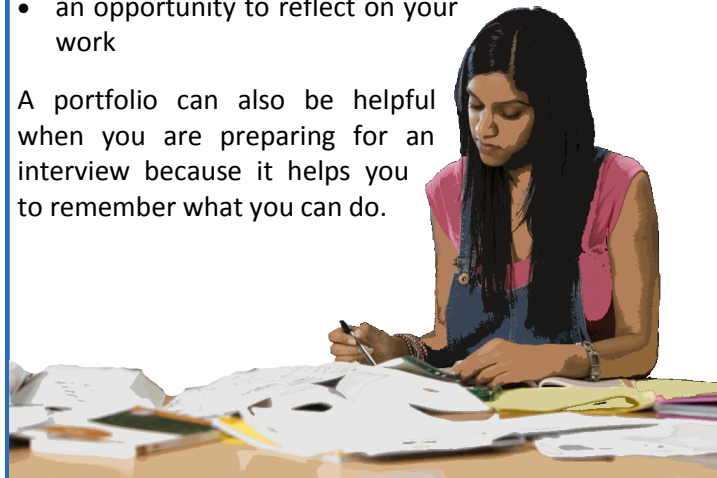 • an opportunity to reflect on your
work
A portfolio can also be helpful
when you are preparing for an
interview because it helps you
to remember what you can do.